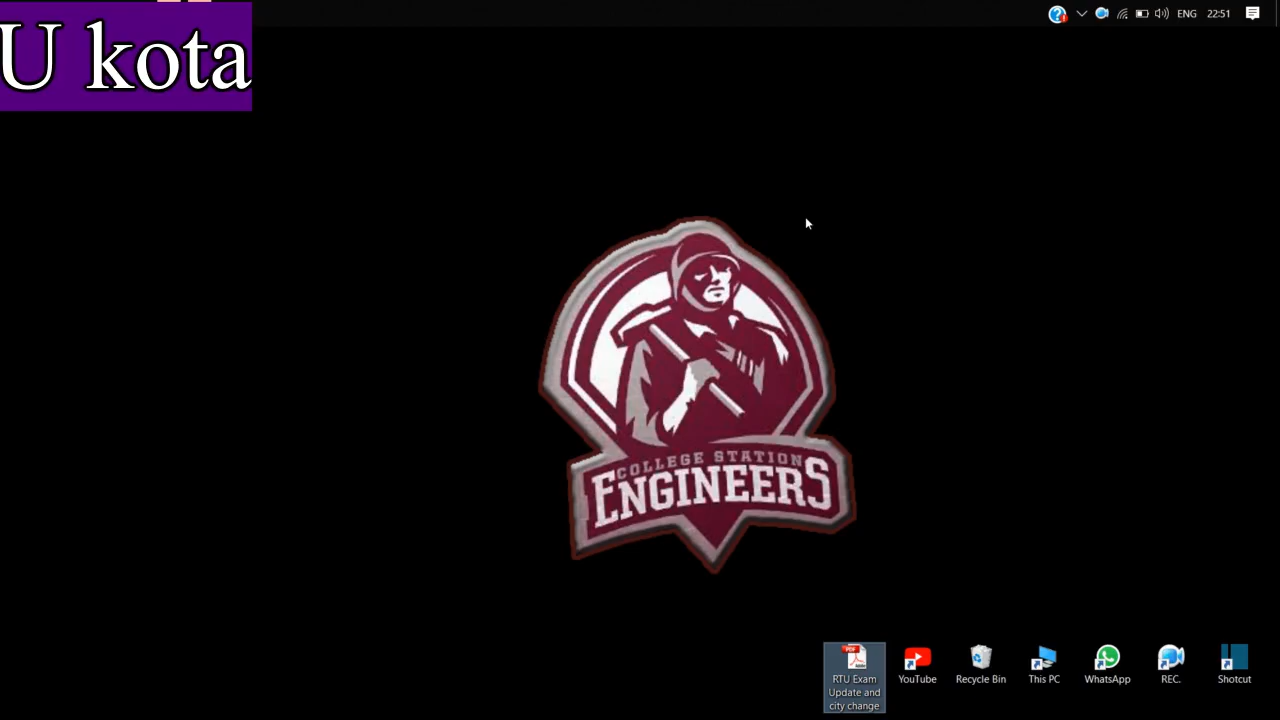 ENG 22:51
U kota
COLLEGE STATION
ENGINEERS
PDF
RTU Exam
Update and
city change
YouTube
Recycle Bin
This PC
WhatsApp
REC.
Shotcut